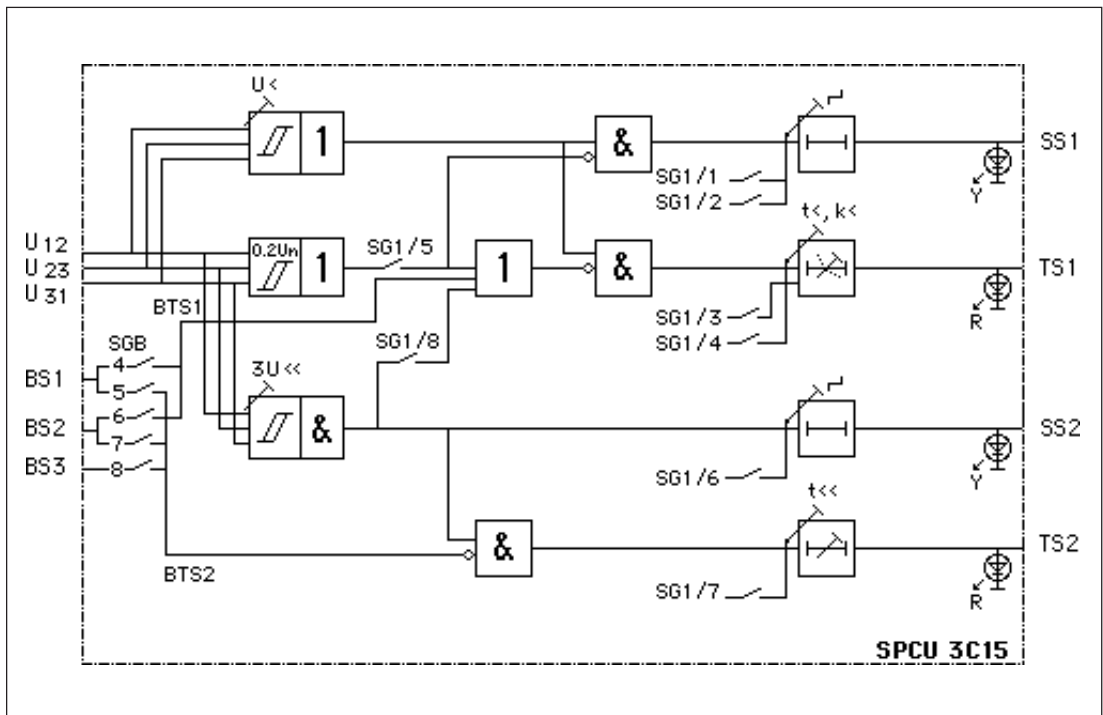 U<
1
&
SS1
SG1/1
SG1/2
Y
t<, k<
U 12
U 23
U 31
0.2Un
1
SG1/5
1
&
TS1
BTS1
SG1/3
SG1/4
R
SGB
SG1/8
4
BS1
5
3U<<
6
BS2
7
&
SS2
BS3
8
SG1/6
Y
t<<
&
TS2
BTS2
SG1/7
R
SPCU 3C15